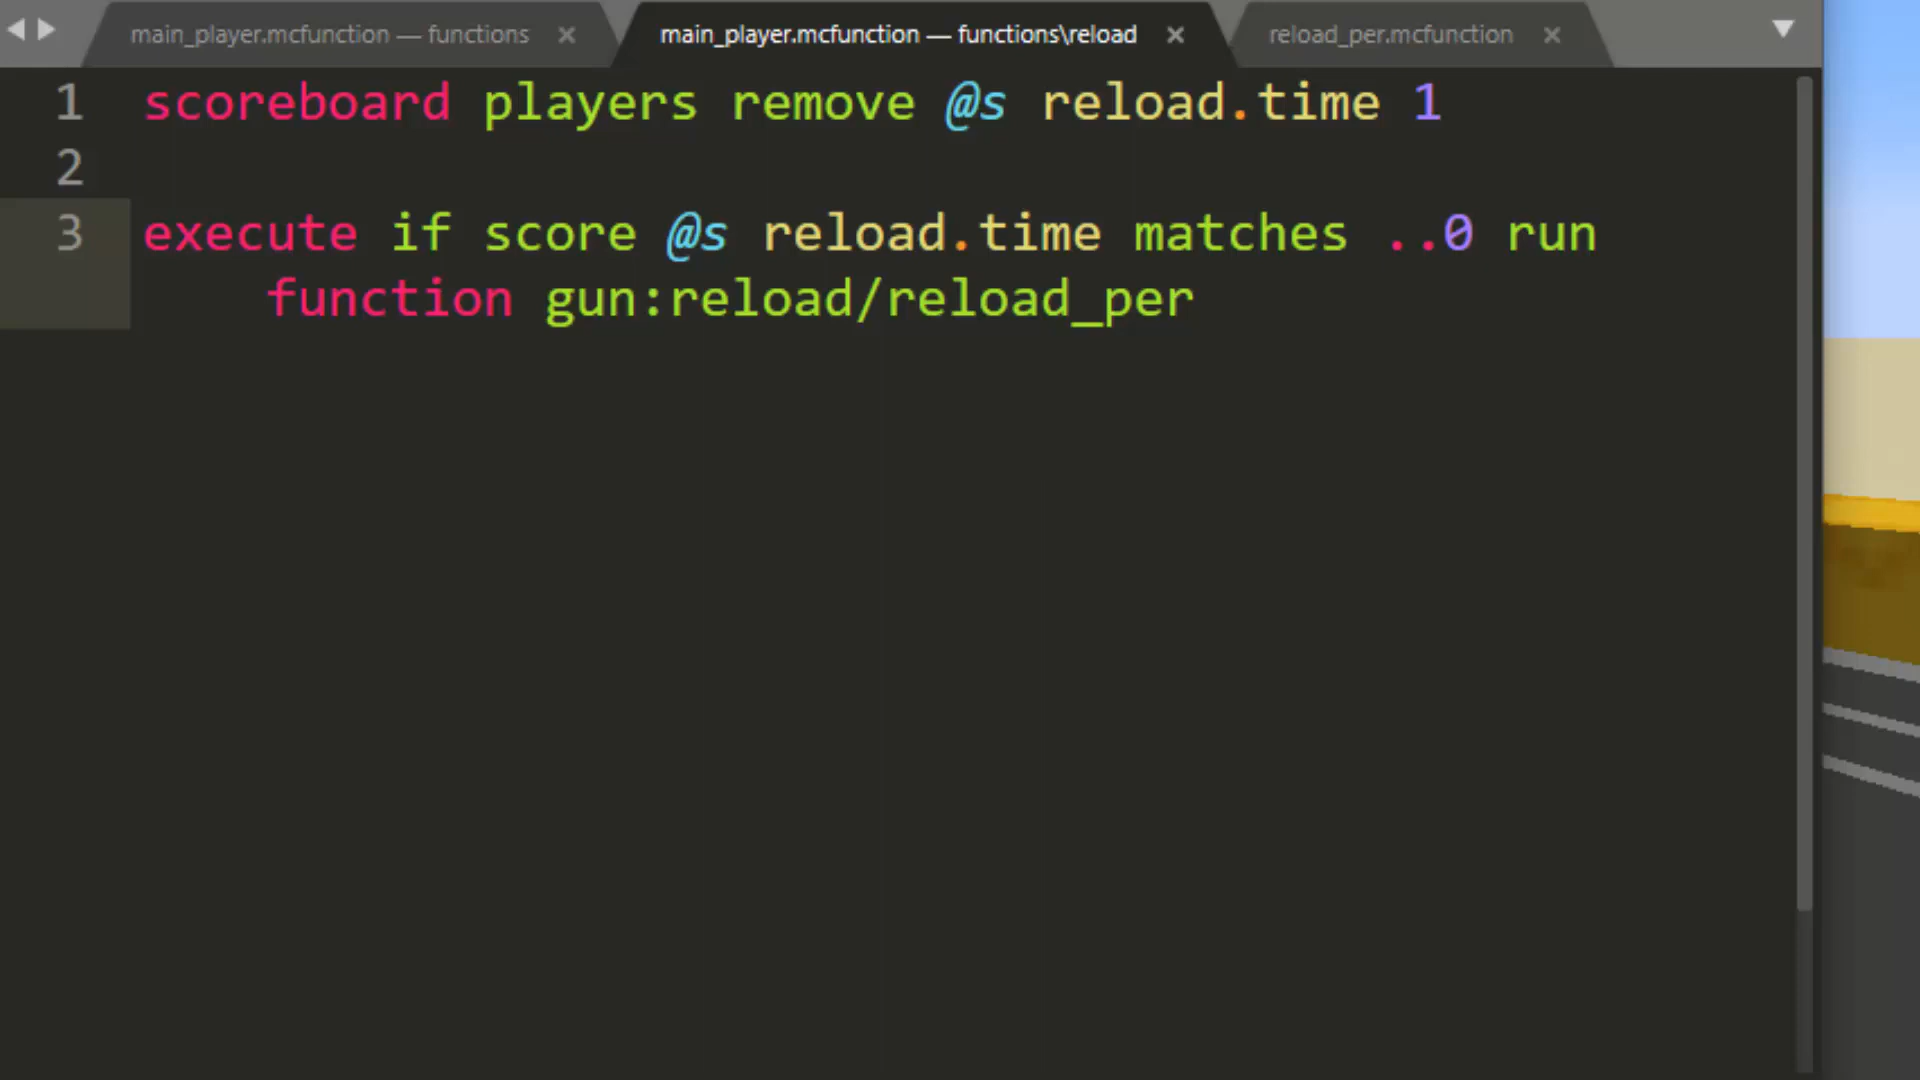 main_player.mcfunction — functions × main_player.mcfunction — functions\reload × reload_per.mcfunction ×
1 scoreboard players remove @s reload.time 1
2
3 execute if score @s reload.time matches ..0 run
function gun:reload/reload_per